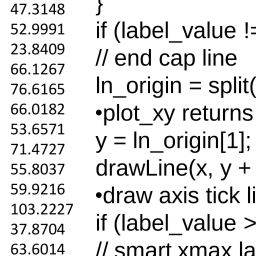 47.3148
52.9991
23.8409
66.1267
76.6165
66.0182
53.6571
71.4727
55.8037
59.9216
103.2227
37.8704
63.6014
}
if (label_value !=
// end cap line
ln_origin = split(
•plot_xy returns
y = ln_origin[1];
drawLine(x, y +
•draw axis tick li
if (label_value >
// smart xmax la